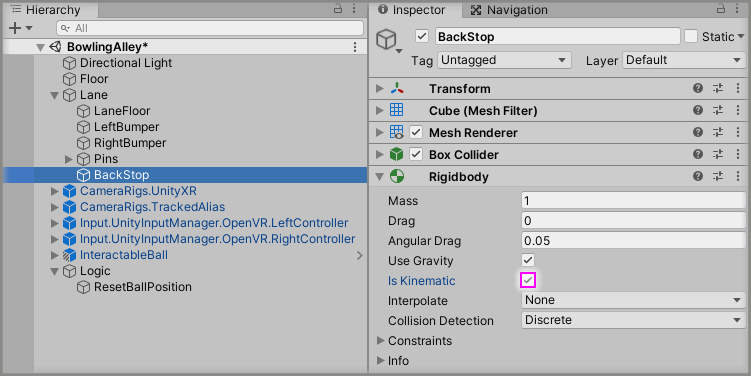 Hierarchy
All
BowlingAlley*
Directional Light
Floor
Lane
LaneFloor
LeftBumper
RightBumper
Pins
BackStop
CameraRigs.UnityXR
CameraRigs.TrackedAlias
Input.UnityInputManager.OpenVR.LeftController
Input.UnityInputManager.OpenVR.RightController
InteractableBall
Logic
ResetBallPosition
Inspector
Navigation
BackStop
Static
Tag Untagged
Layer Default
Transform
Cube (Mesh Filter)
Mesh Renderer
Box Collider
Rigidbody
Mass 1
Drag 0
Angular Drag 0.05
Use Gravity
Is Kinematic
Interpolate None
Collision Detection Discrete
Constraints
Info